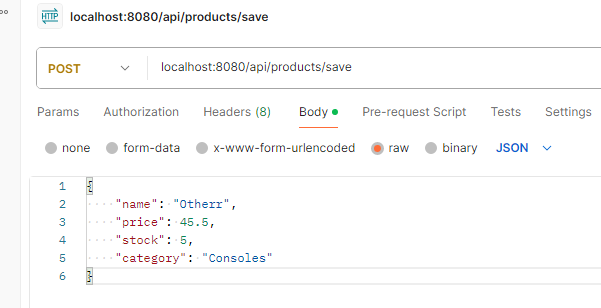 HTTP localhost:8080/api/products/save
POST localhost:8080/api/products/save
Params Authorization Headers (8) Body Pre-request Script Tests Settings
none form-data x-www-form-urlencoded raw binary JSON
1 {
2 "name": "Otherr",
3 "price": 45.5,
4 "stock": 5,
5 "category": "Consoles"
6 }